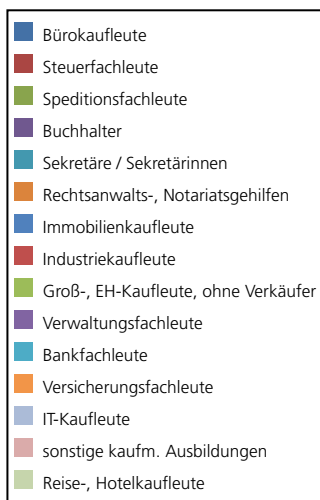 Bürokaufleute
Steuerfachleute
Speditionsfachleute
Buchhalter
Sekretäre / Sekretärinnen
Rechtsanwalts-, Notariatsgehilfen
Immobilienkaufleute
Industriekaufleute
Groß-, EH-Kaufleute, ohne Verkäufer
Verwaltungsfachleute
Bankfachleute
Versicherungsfachleute
IT-Kaufleute
sonstige kaufm. Ausbildungen
Reise-, Hotelkaufleute